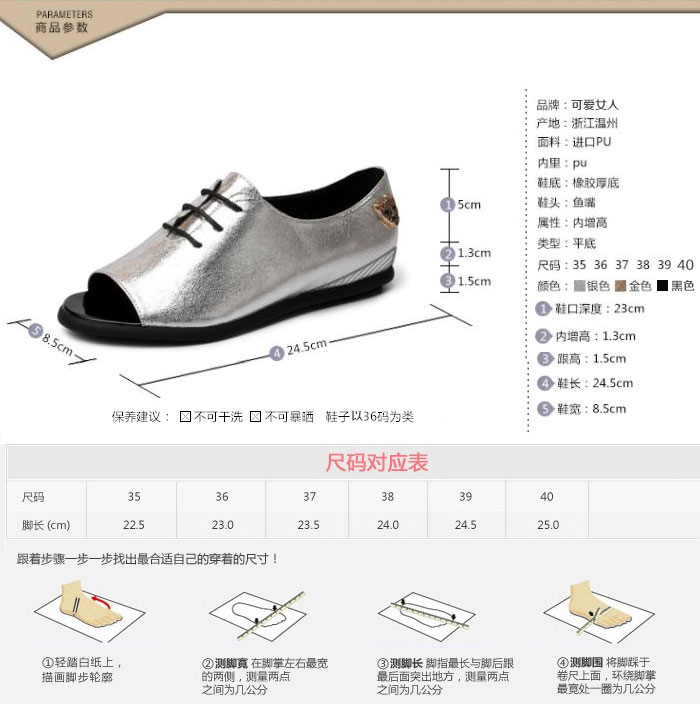 PARAMETERS
商品参数
品牌：可爱女人
产地：浙江温州
面料：进口PU
内里：pu
鞋底：橡胶厚底
鞋头：鱼嘴
属性：内增高
类型：平底
尺码：35 36 37 38 39 40
颜色：银色 金色 黑色
1 鞋口深度：23cm
2 内增高：1.3cm
3 跟高：1.5cm
4 鞋长：24.5cm
5 鞋宽：8.5cm
1 5cm
2 1.3cm
3 1.5cm
4 24.5cm
5 8.5cm
保养建议： 不可干洗 不可暴晒 鞋子以36码为类
尺码对应表
尺码 35 36 37 38 39 40
脚长 (cm) 22.5 23.0 23.5 24.0 24.5 25.0
跟着步骤一步一步找出最合适自己的穿着的尺寸！
①轻踏白纸上，
描画脚步轮廓
②测脚宽 在脚掌左右最宽
的两侧，测量两点
之间为几公分
③测脚长 脚指最长与脚后跟
最后面突出地方，测量两点
之间为几公分
④测脚围 将脚踩于
卷尺上面，环绕脚掌
最宽处一圈为几公分